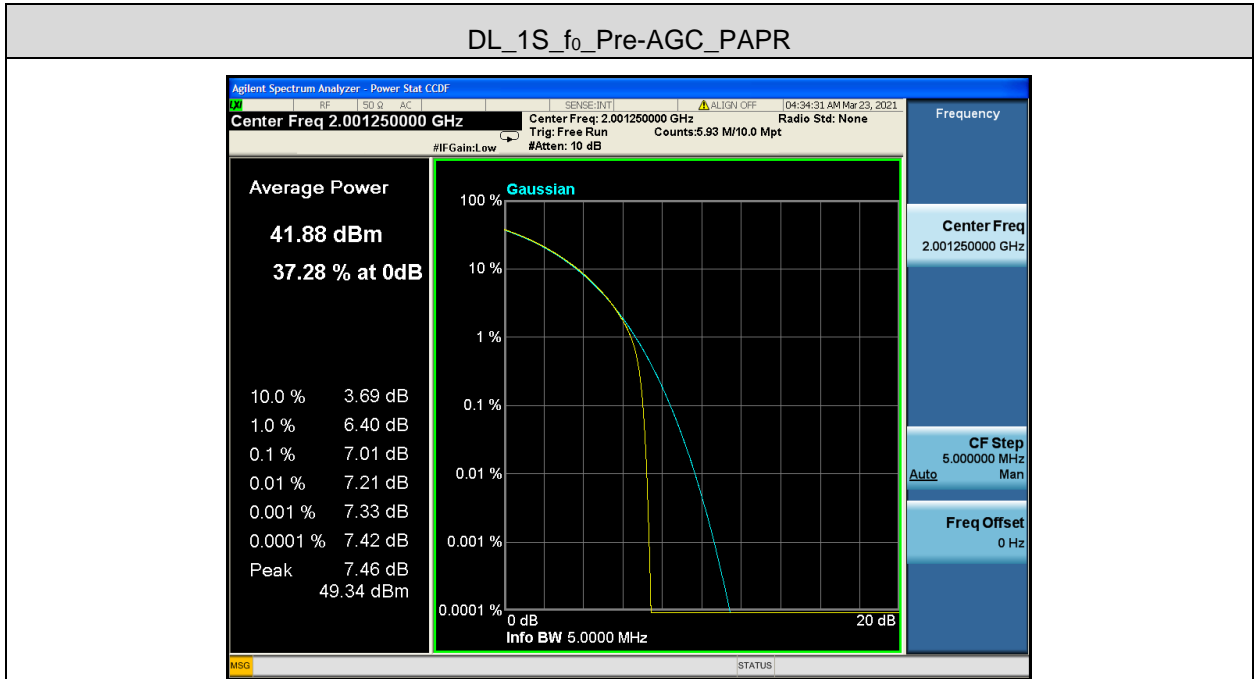 DL_1S_f0_Pre-AGC_PAPR
Agilent Spectrum Analyzer - Power Stat CCDF
LXI RF 50 Ω AC SENSE:INT ALIGN OFF 04:34:31 AM Mar 23, 2021
Center Freq 2.001250000 GHz
Center Freq: 2.001250000 GHz Radio Std: None
Trig: Free Run Counts:5.93 M/10.0 Mpt
#IFGain:Low #Atten: 10 dB
Frequency
Average Power
41.88 dBm
37.28 % at 0dB
10.0 % 3.69 dB
1.0 % 6.40 dB
0.1 % 7.01 dB
0.01 % 7.21 dB
0.001 % 7.33 dB
0.0001 % 7.42 dB
Peak 7.46 dB
49.34 dBm
Gaussian
100 %
10 %
1 %
0.1 %
0.01 %
0.001 %
0.0001 %
0 dB 20 dB
Info BW 5.0000 MHz
Center Freq
2.001250000 GHz
CF Step
5.000000 MHz
Auto Man
Freq Offset
0 Hz
MSG STATUS